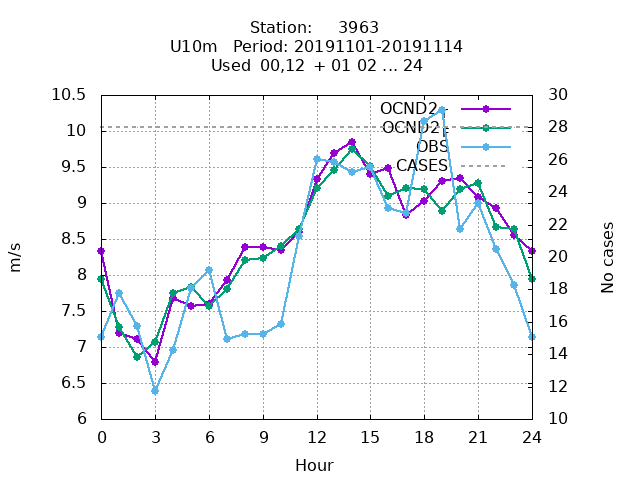 Station: 3963
U10m Period: 20191101-20191114
Used 00,12 + 01 02 ... 24
10.5
10
9.5
9
8.5
8
7.5
7
6.5
6
m/s
OCND2
OCND2
OBS
CASES
30
28
26
24
22
20
18
16
14
12
10
No cases
0 3 6 9 12 15 18 21 24
Hour